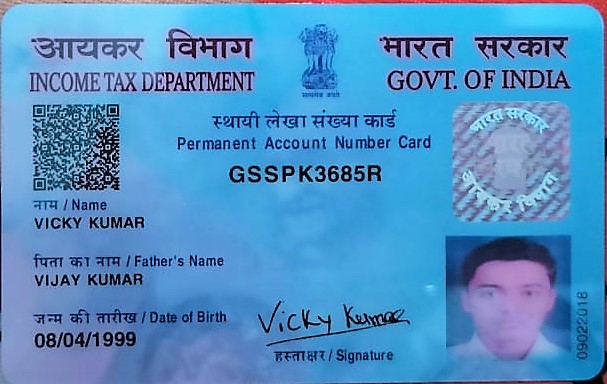 आयकर विभाग
INCOME TAX DEPARTMENT
सत्यमेव जयते
भारत सरकार
GOVT. OF INDIA
स्थायी लेखा संख्या कार्ड
Permanent Account Number Card
GSSPK3685R
भारत सरकार
आयकर विभाग
नाम / Name
VICKY KUMAR
पिता का नाम / Father's Name
VIJAY KUMAR
जन्म की तारीख / Date of Birth
08/04/1999
Vicky Kumar
हस्ताक्षर / Signature
09022018